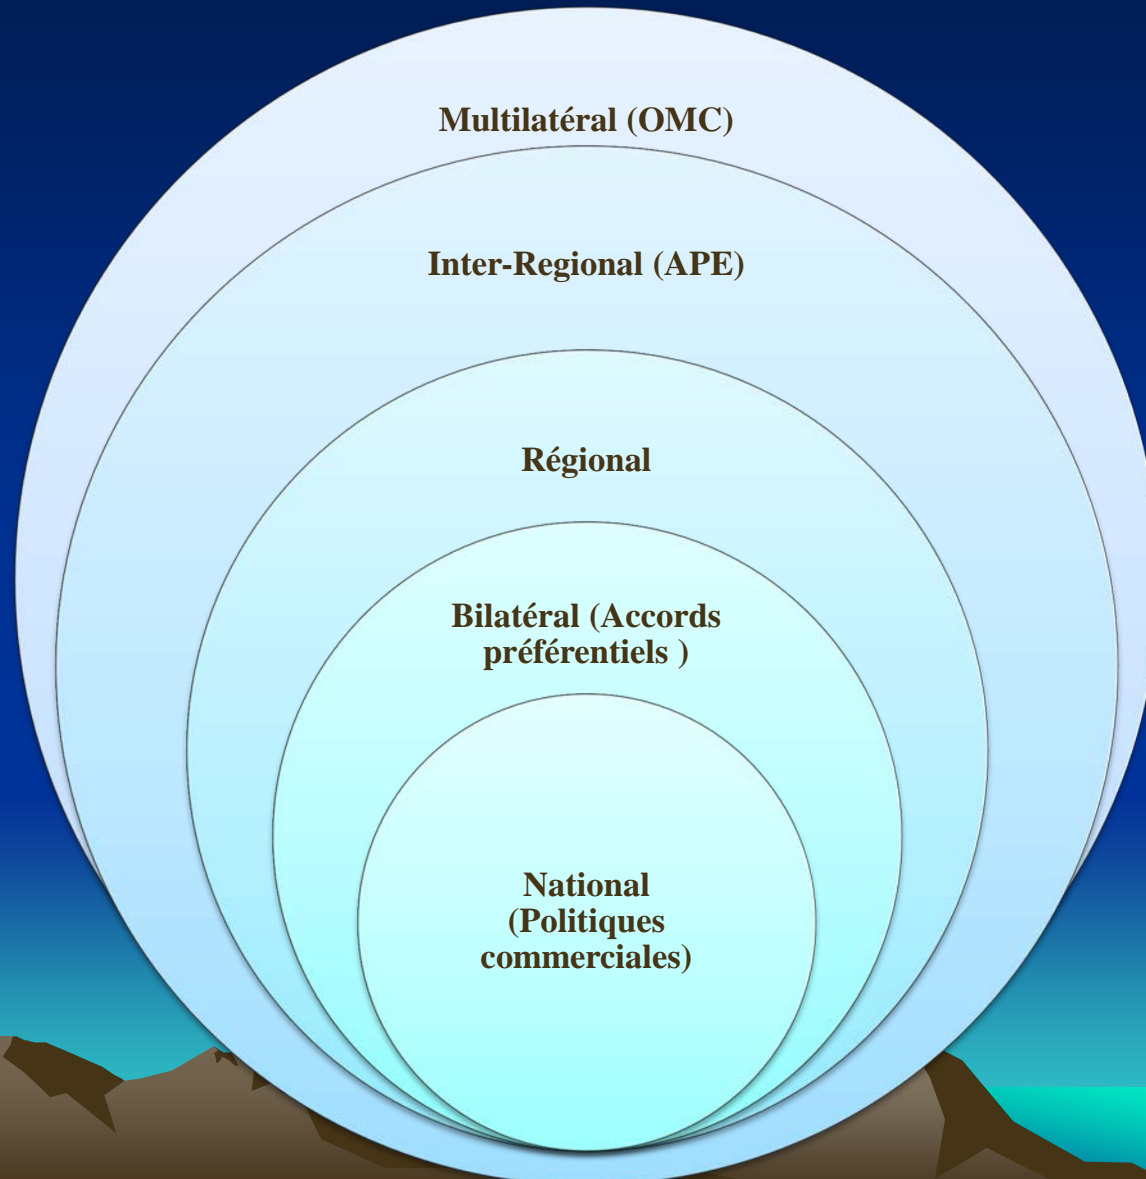 Multilatéral (OMC)
Inter-Regional (APE)
Régional
Bilatéral (Accords
préférentiels )
National
(Politiques
commerciales)